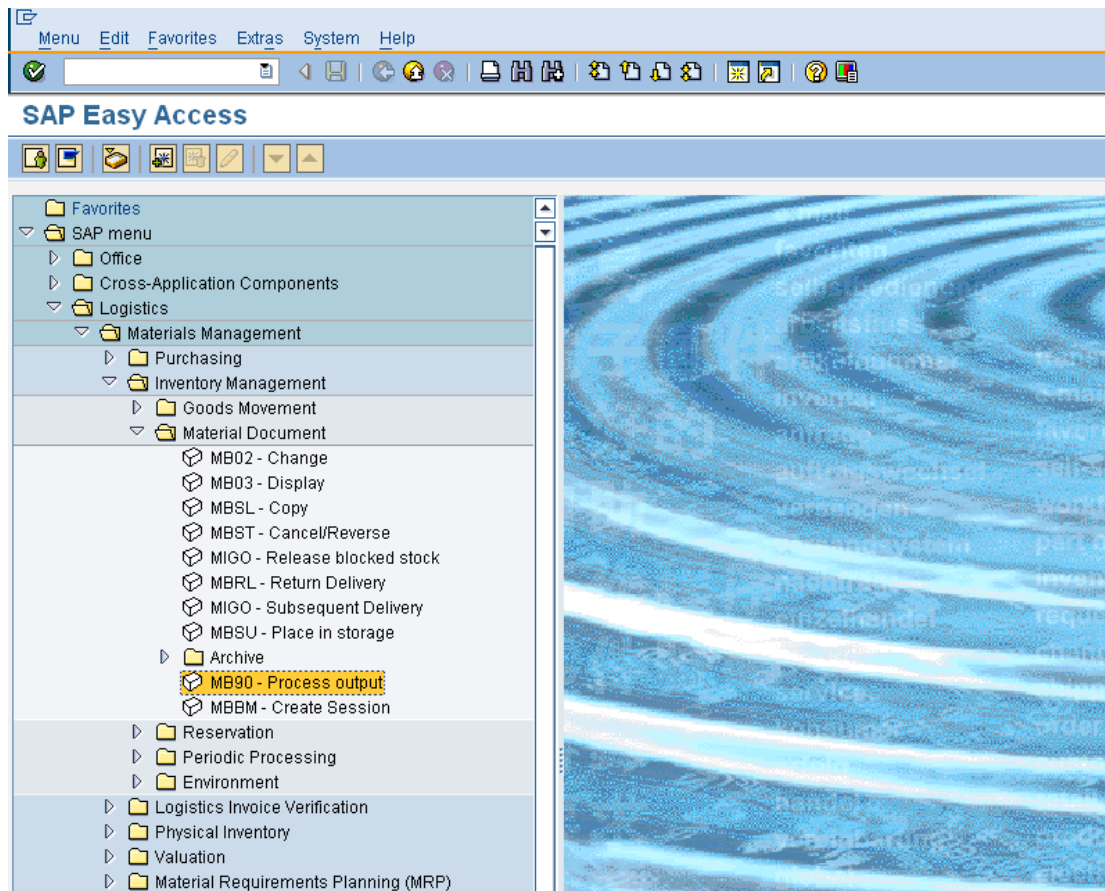 Menu Edit Favorites Extras System Help
SAP Easy Access
Favorites
SAP menu
Office
Cross-Application Components
Logistics
Materials Management
Purchasing
Inventory Management
Goods Movement
Material Document
MB02 - Change
MB03 - Display
MBSL - Copy
MBST - Cancel/Reverse
MIGO - Release blocked stock
MBRL - Return Delivery
MIGO - Subsequent Delivery
MBSU - Place in storage
Archive
MB90 - Process output
MBBM - Create Session
Reservation
Periodic Processing
Environment
Logistics Invoice Verification
Physical Inventory
Valuation
Material Requirements Planning (MRP)